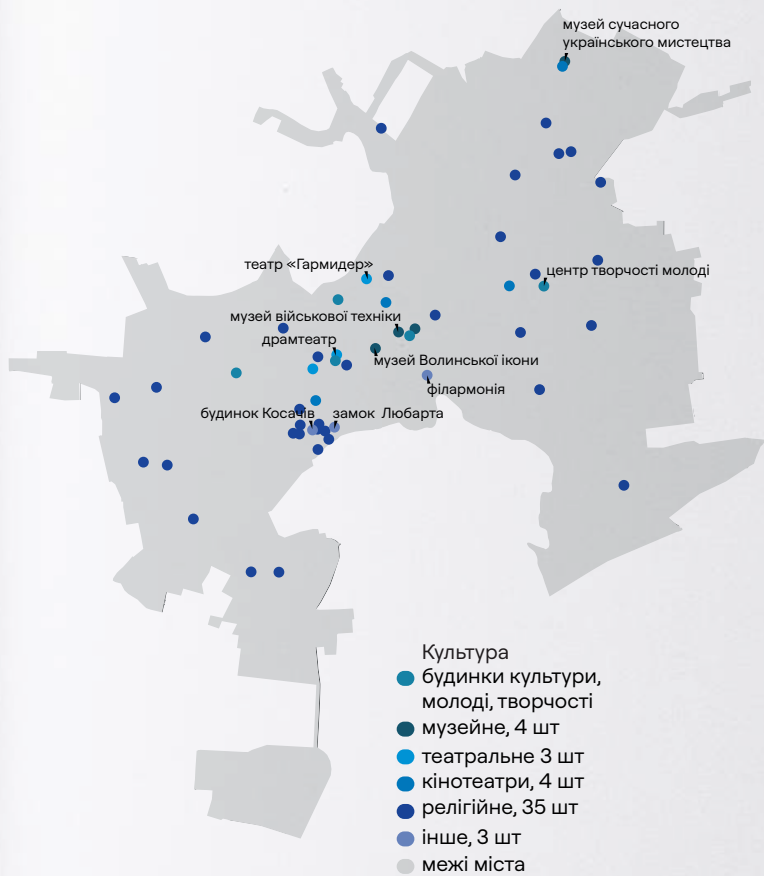 музей сучасного
українського мистецтва
театр «Гармидер»
центр творчості молоді
музей військової техніки
драмтеатр
музей Волинської ікони
філармонія
будинок Косачів
замок Любарта
Культура
будинки культури,
молоді, творчості
музейне, 4 шт
театральне 3 шт
кінотеатри, 4 шт
релігійне, 35 шт
інше, 3 шт
межі міста